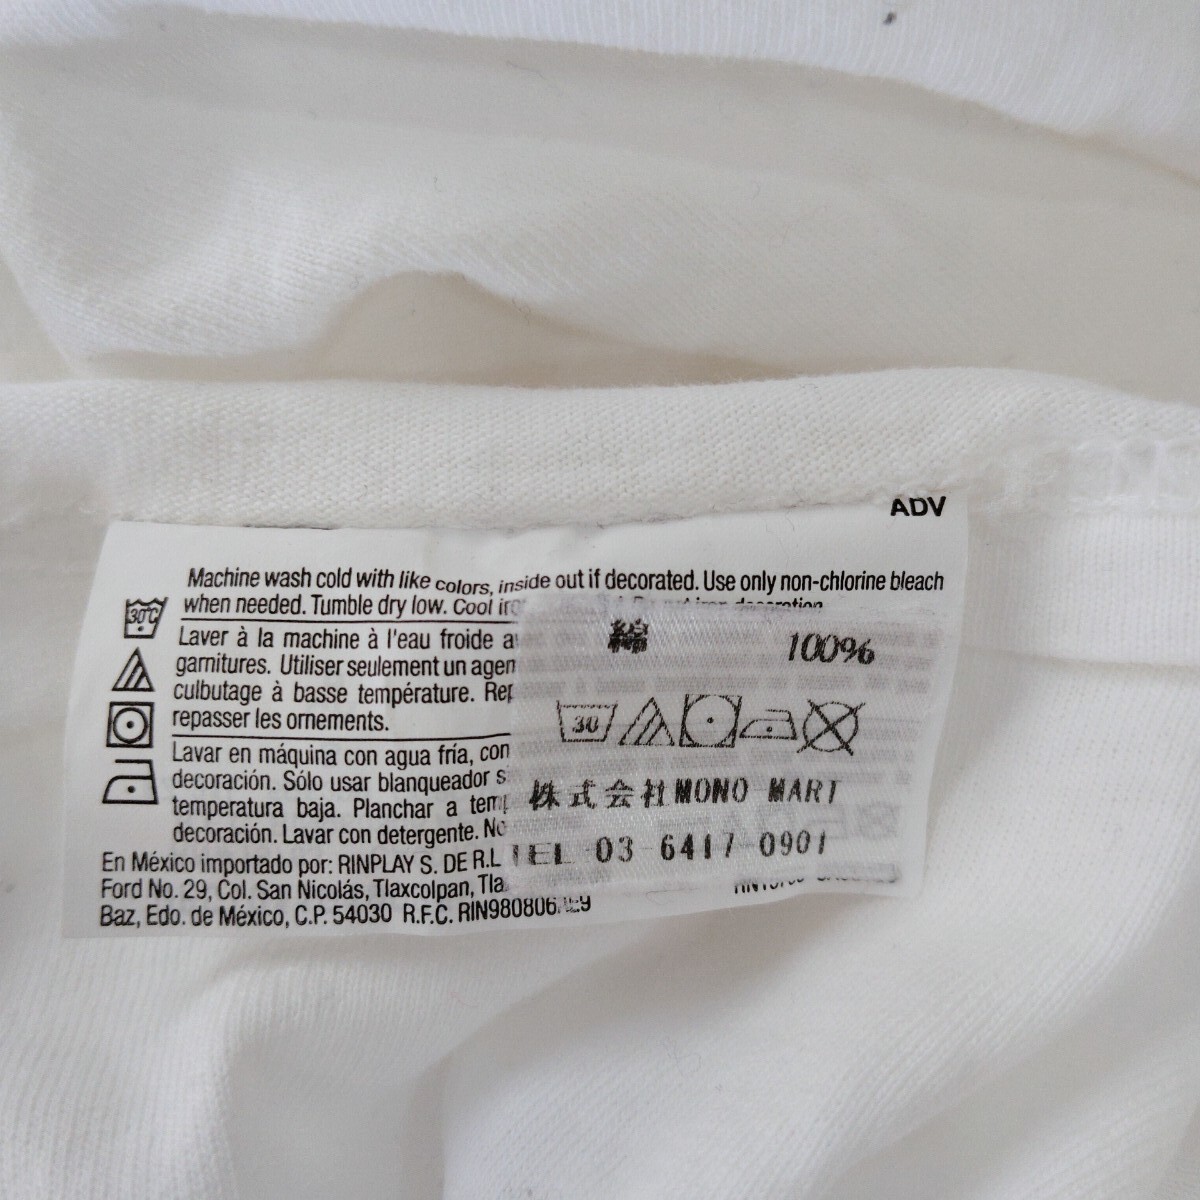 ADV
Machine wash cold with like colors, inside out if decorated. Use only non-chlorine bleach
when needed. Tumble dry low. Cool
30°C
Laver à la machine à l'eau froide
garnitures. Utiliser seulement un
culbutage à basse température.
repasser les ornements.
Lavar en máquina con agua fría, con
decoración. Sólo usar blanqueador
temperatura baja. Planchar a
decoración. Lavar con detergente.
En México importado por: RINPLAY S. DE R.L
Ford No. 29, Col. San Nicolás, Tlaxcolpan,
Baz, Edo. de México, C.P. 54030 R.F.C.
綿 100%
30
株式会社MONO MART
TEL 03 6417-0901